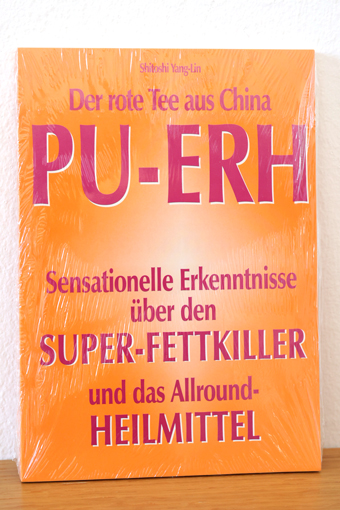 Shitoshi Yang-Lin
Der rote Tee aus China
PU-ERH
Sensationelle Erkenntnisse
über den
SUPER-FETTKILLER
und das Allround-
HEILMITTEL